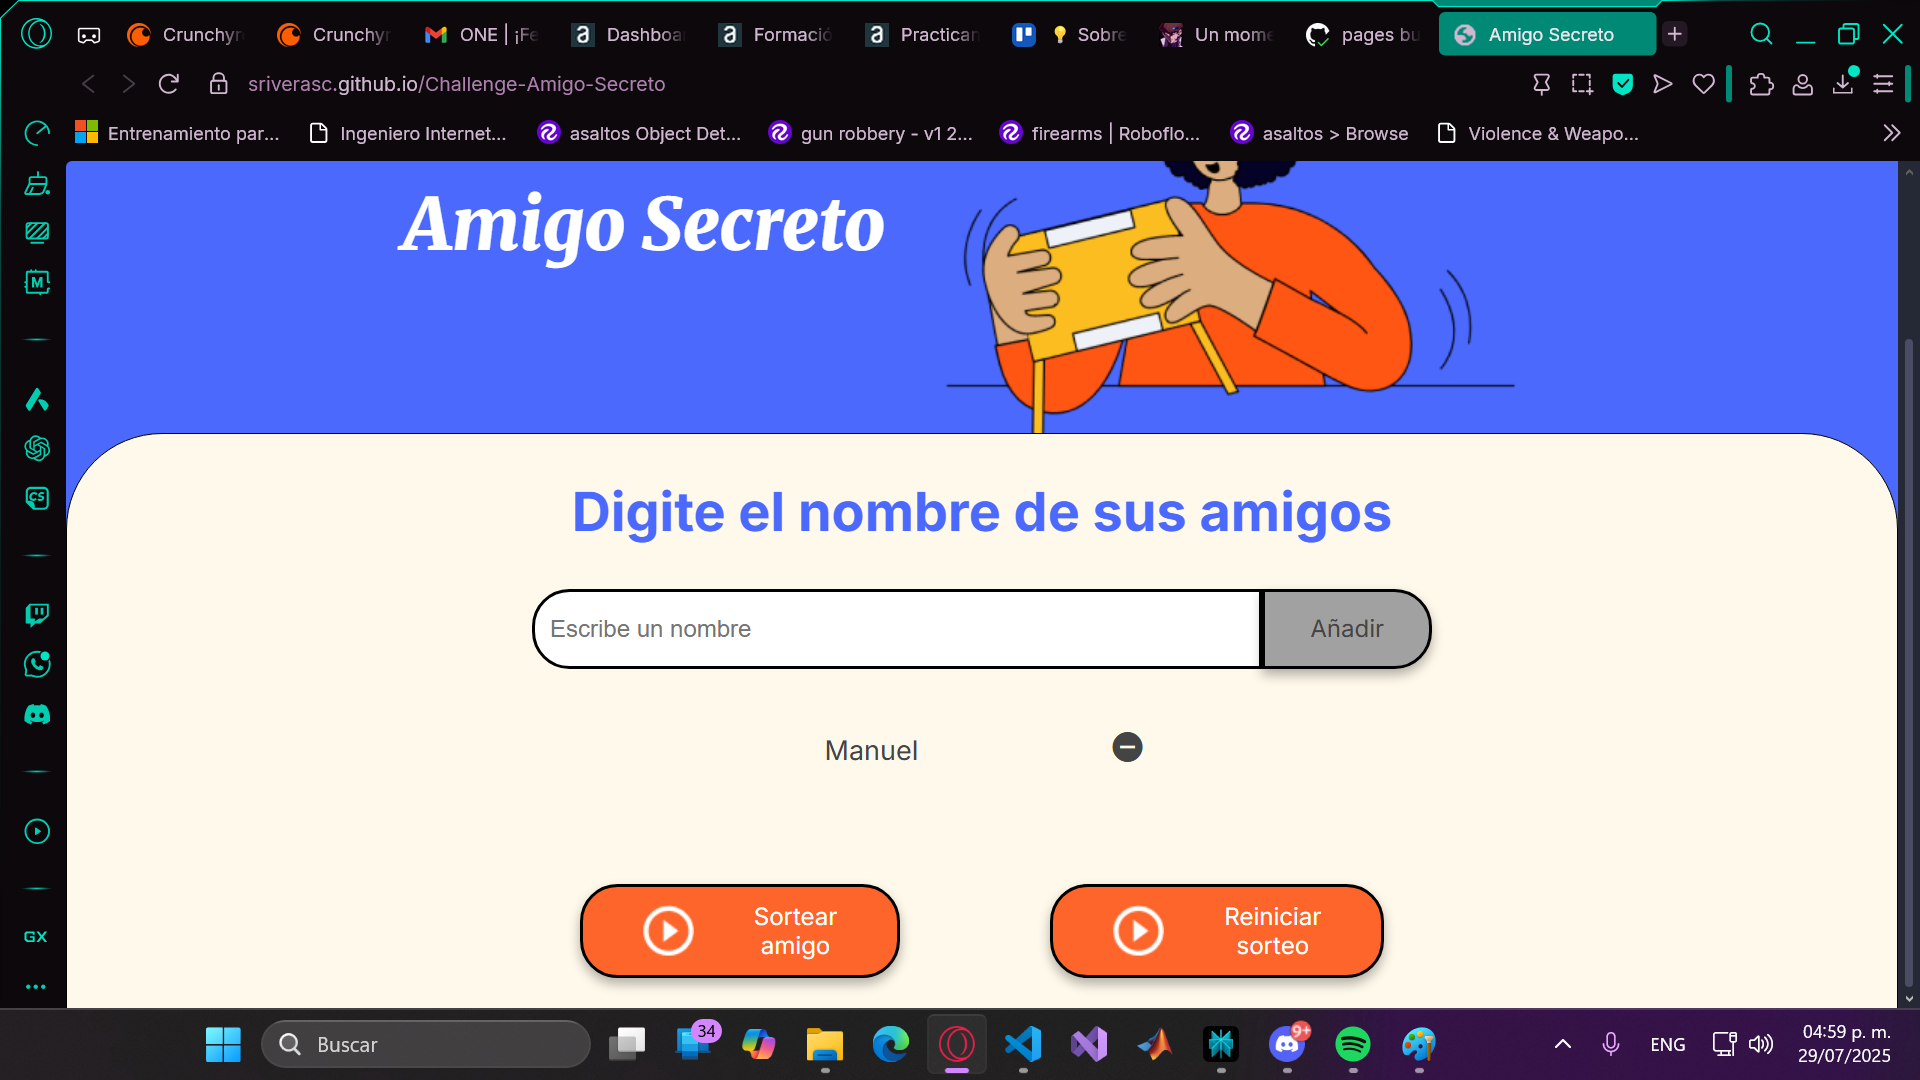 Crunchyr
Crunchyr
ONE | ¡Fe
Dashboa
Formació
Practican
Sobre
Un mome
pages bu
Amigo Secreto
sriverasc.github.io/Challenge-Amigo-Secreto
Entrenamiento par...
Ingeniero Internet...
asaltos Object Det...
gun robbery - v1 2...
firearms | Roboflo...
asaltos > Browse
Violence & Weapo...
M
CS
GX
Amigo Secreto
Digite el nombre de sus amigos
Escribe un nombre
Añadir
Manuel
Sortear
amigo
Reiniciar
sorteo
Buscar
34
9+
ENG
04:59 p. m.
29/07/2025